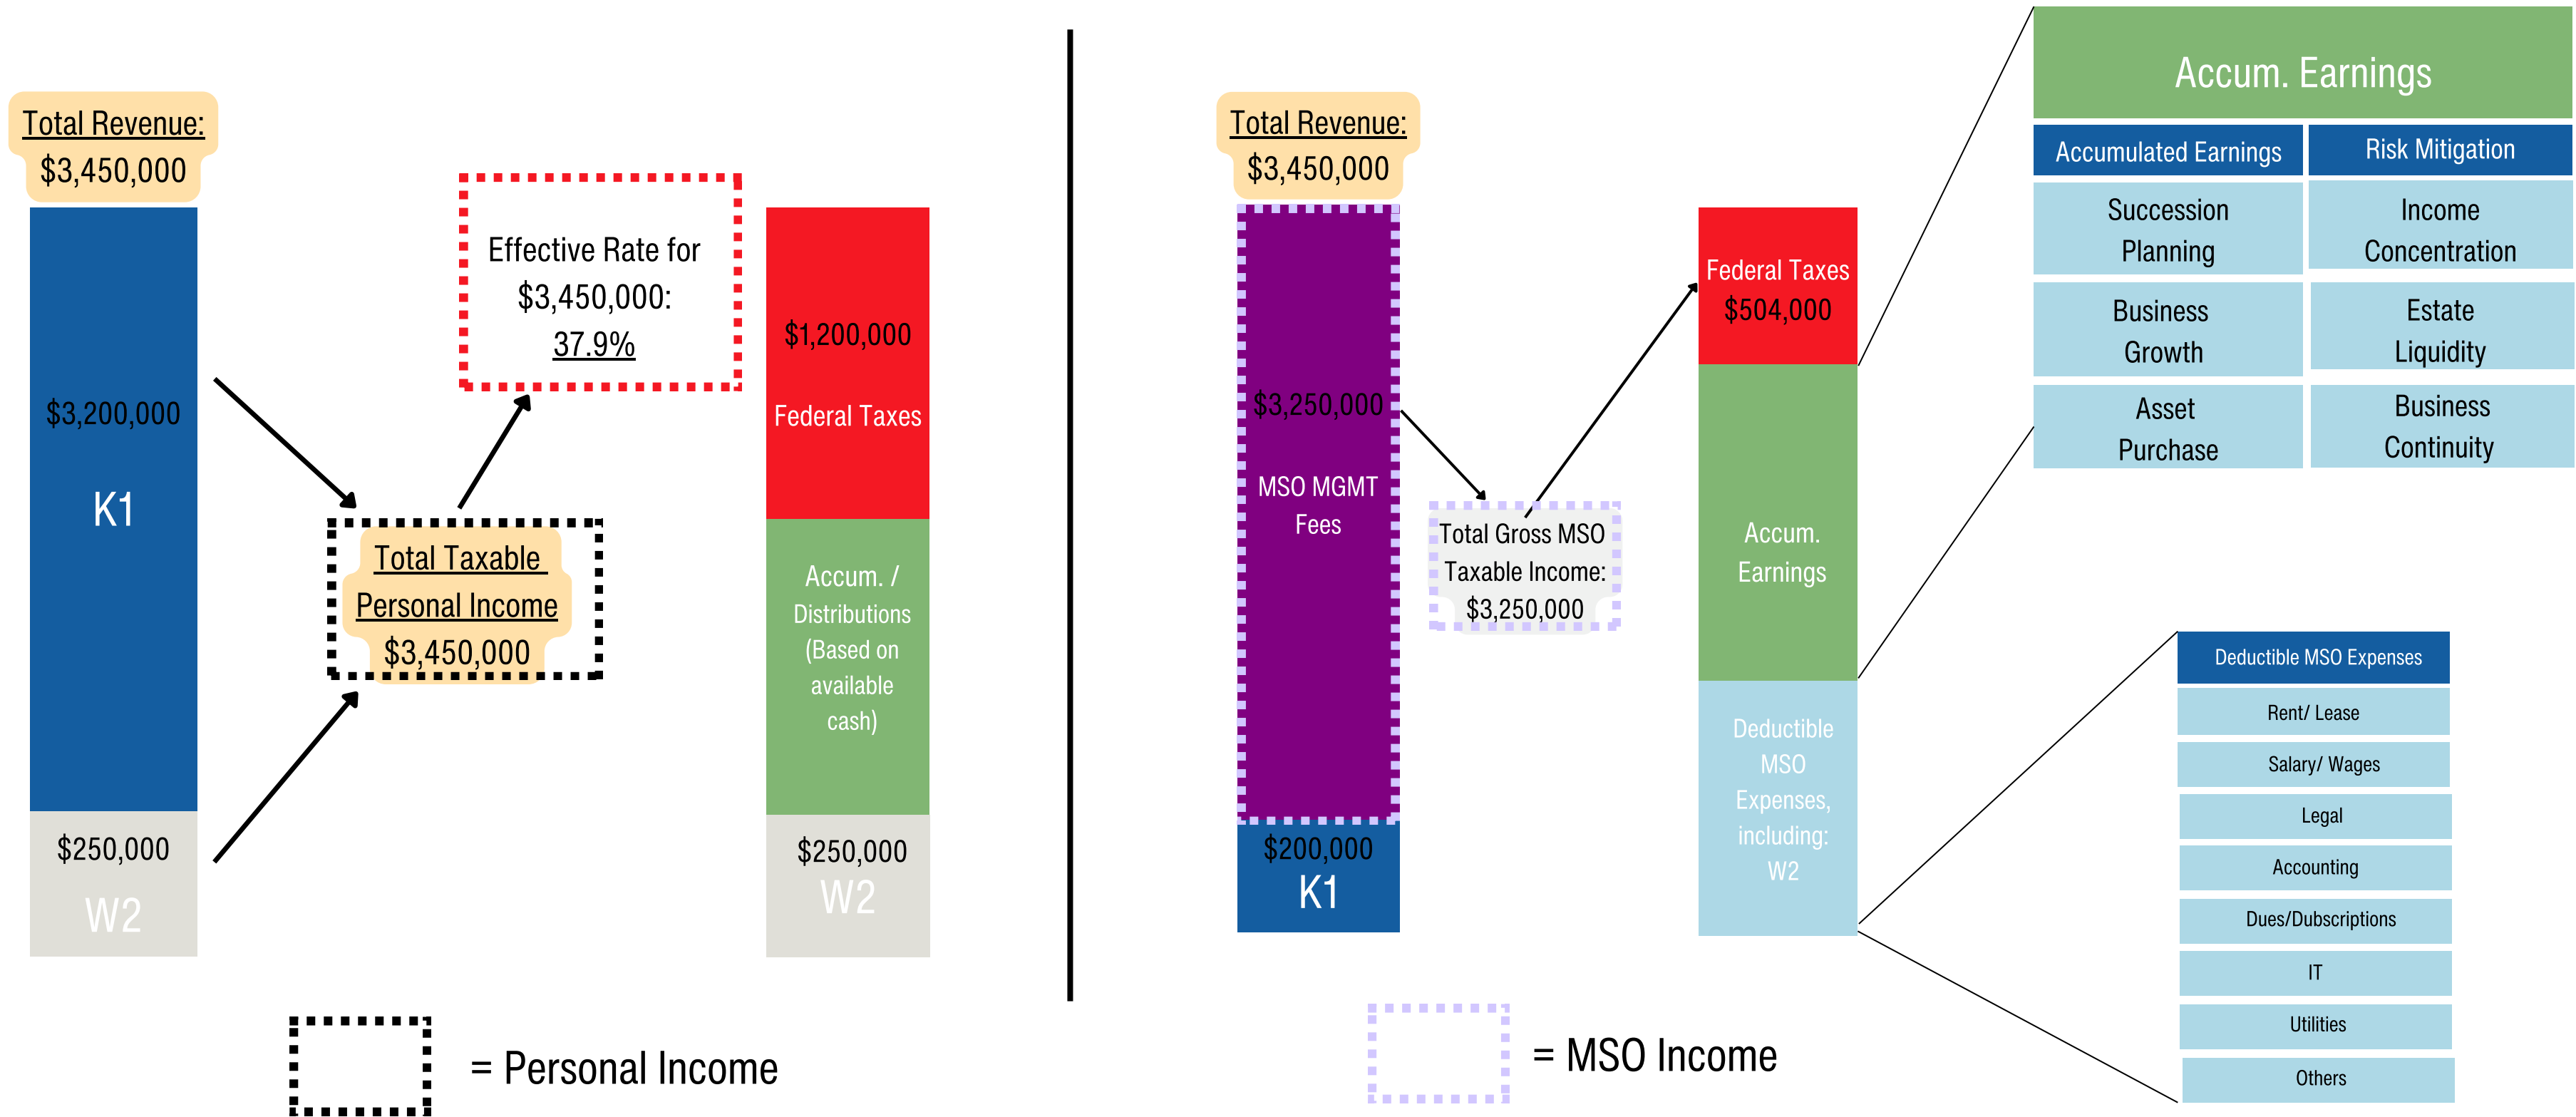 Total Revenue:
$3,450,000
$3,200,000
K1
$250,000
W2
Total Taxable
Personal Income
$3,450,000
Effective Rate for
$3,450,000:
37.9%
$1,200,000
Federal Taxes
Accum. /
Distributions
(Based on
available
cash)
$250,000
W2
= Personal Income
Total Revenue:
$3,450,000
$3,250,000
MSO MGMT
Fees
$200,000
K1
Total Gross MSO
Taxable Income:
$3,250,000
Federal Taxes
$504,000
Accum.
Earnings
Deductible
MSO
Expenses,
including:
W2
= MSO Income
Accum. Earnings
Accumulated Earnings
Risk Mitigation
Succession
Planning
Income
Concentration
Business
Growth
Estate
Liquidity
Asset
Purchase
Business
Continuity
Deductible MSO Expenses
Rent/ Lease
Salary/ Wages
Legal
Accounting
Dues/Dubscriptions
IT
Utilities
Others